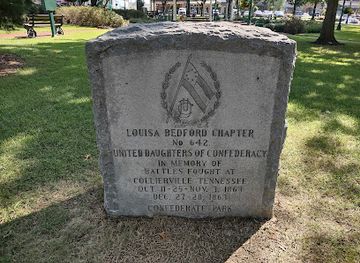 LOUISA BEDFORD CHAPTER
No 642
UNITED DAUGHTERS OF CONFEDERACY
IN MEMORY OF
BATTLES FOUGHT AT
COLLIERVILLE, TENNESSEE
OCT 11-25-NOV. 3, 1863
DEC. 27-28, 1863
CONFEDERATE PARK